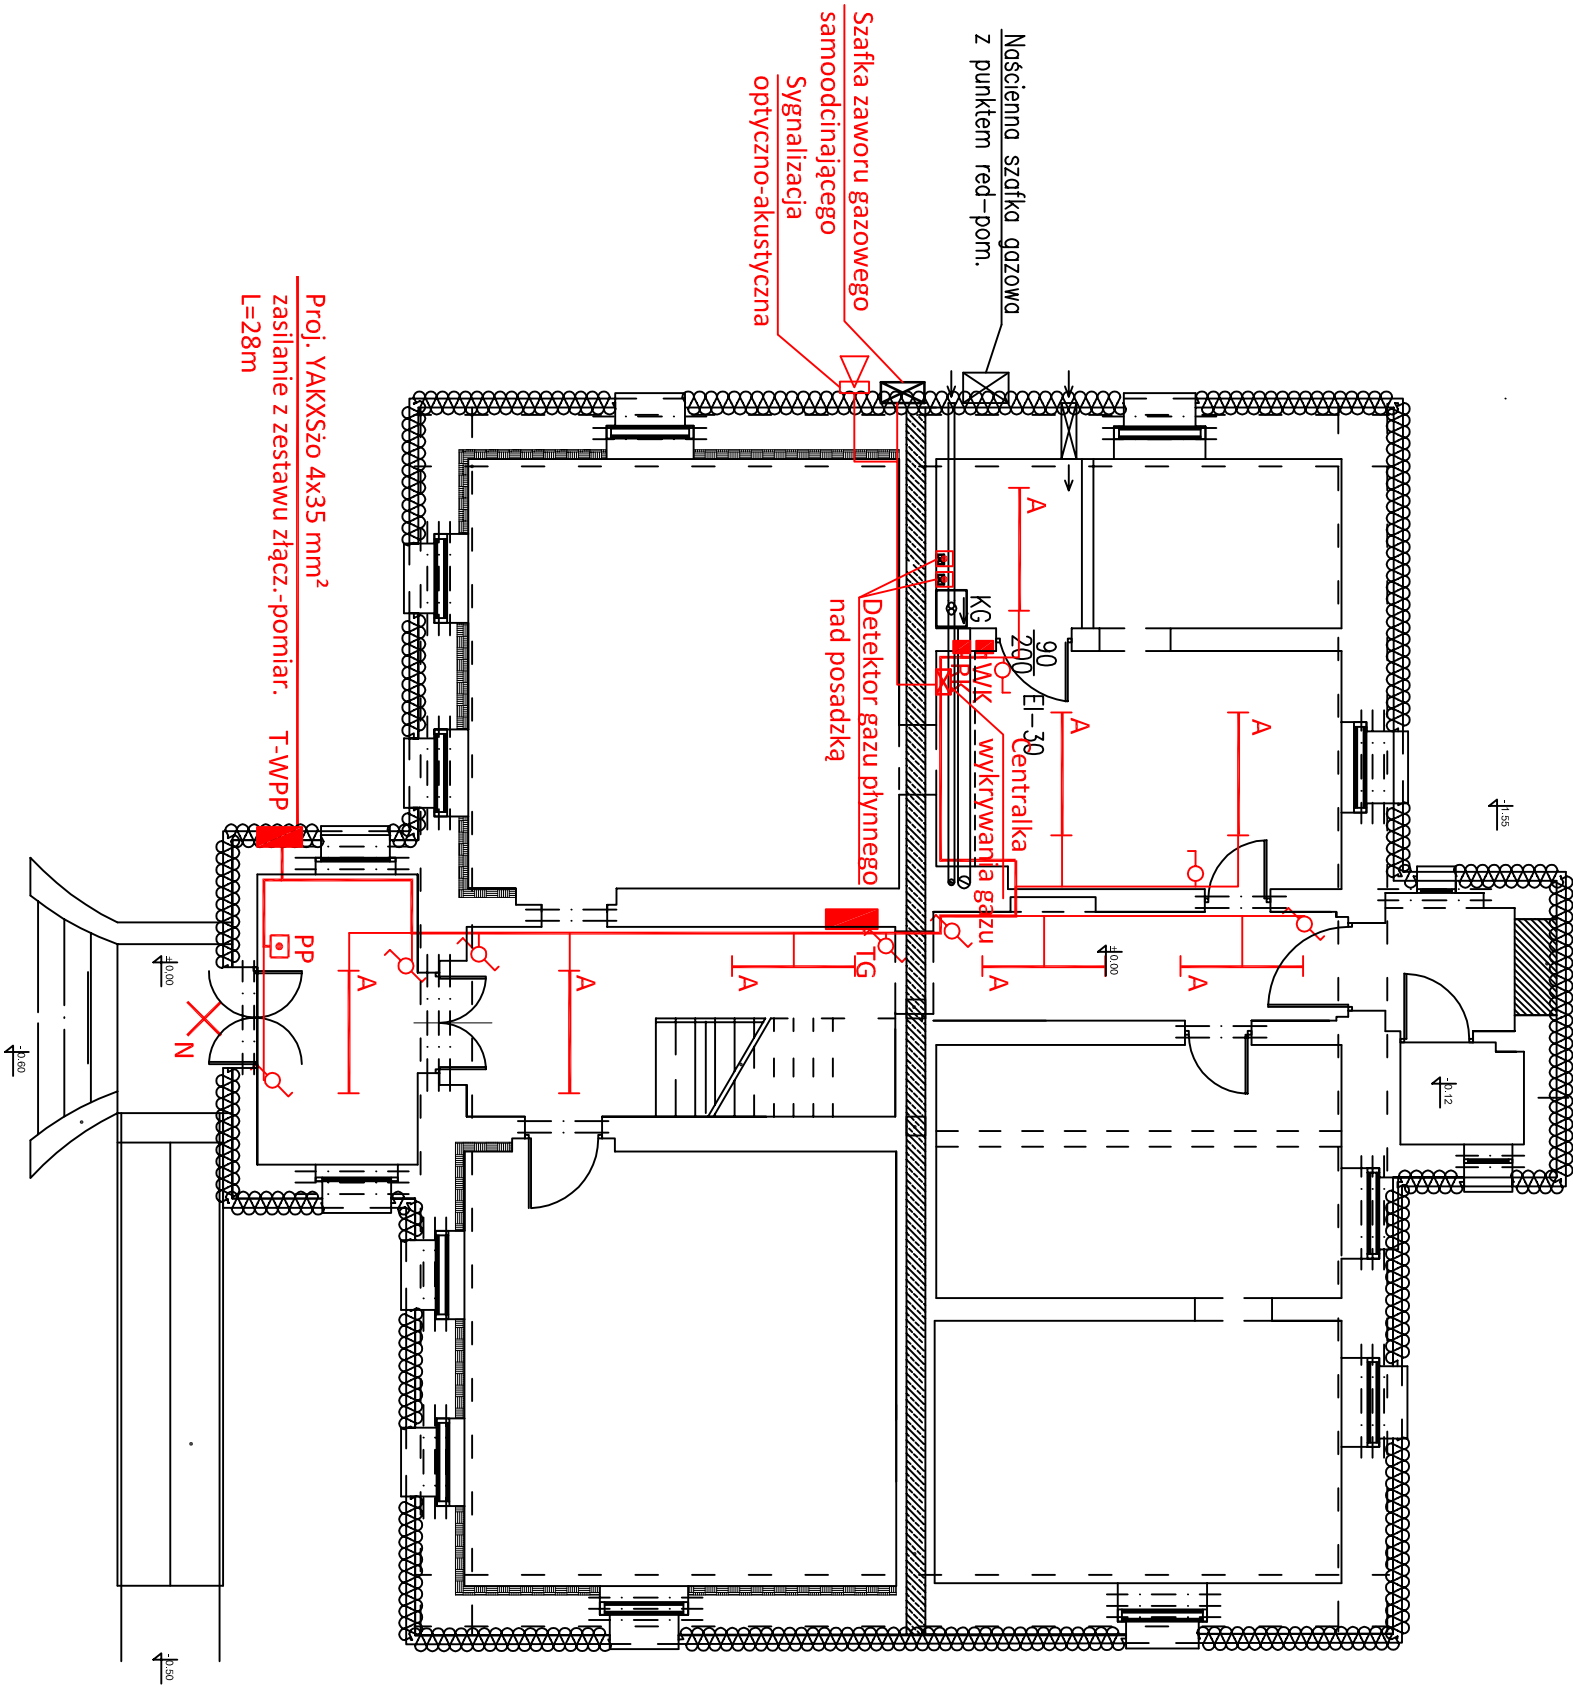 Naścienna szafka gazowa
z punktem red-pom.
Szafka zaworu gazowego
samoodcinającego
Sygnalizacja
optyczno-akustyczna
Proj. YAKXSżo 4x35 mm²
zasilanie z zestawu złącz.-pomiar.
L=28m
T-WPP
Detektor gazu płynnego
nad posadzką
Centralka
wykrywania gazu
KG
90
200
EI-30
A
A
A
A
A
A
A
A
TG
PP
N
±0.00
±0.00
-0.12
-1.55
-0.60
-0.50